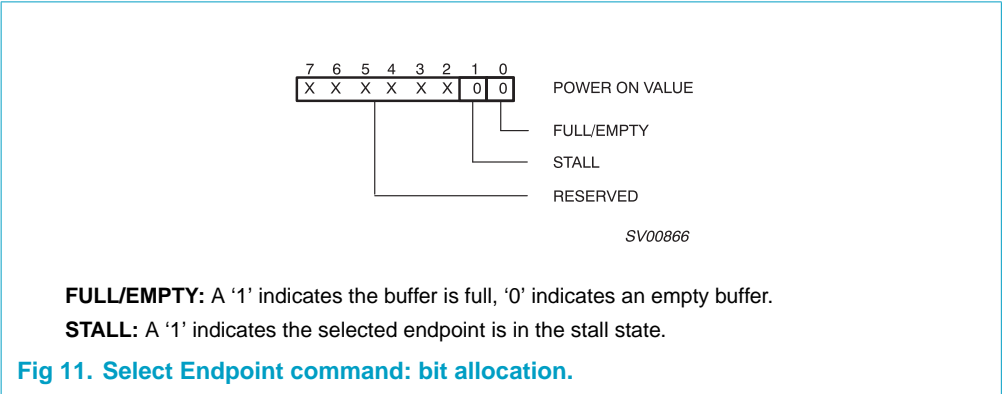 7 6 5 4 3 2 1 0
X X X X X X 0 0 POWER ON VALUE
FULL/EMPTY
STALL
RESERVED
SV00866
FULL/EMPTY: A ‘1’ indicates the buffer is full, ‘0’ indicates an empty buffer.
STALL: A ‘1’ indicates the selected endpoint is in the stall state.
Fig 11. Select Endpoint command: bit allocation.